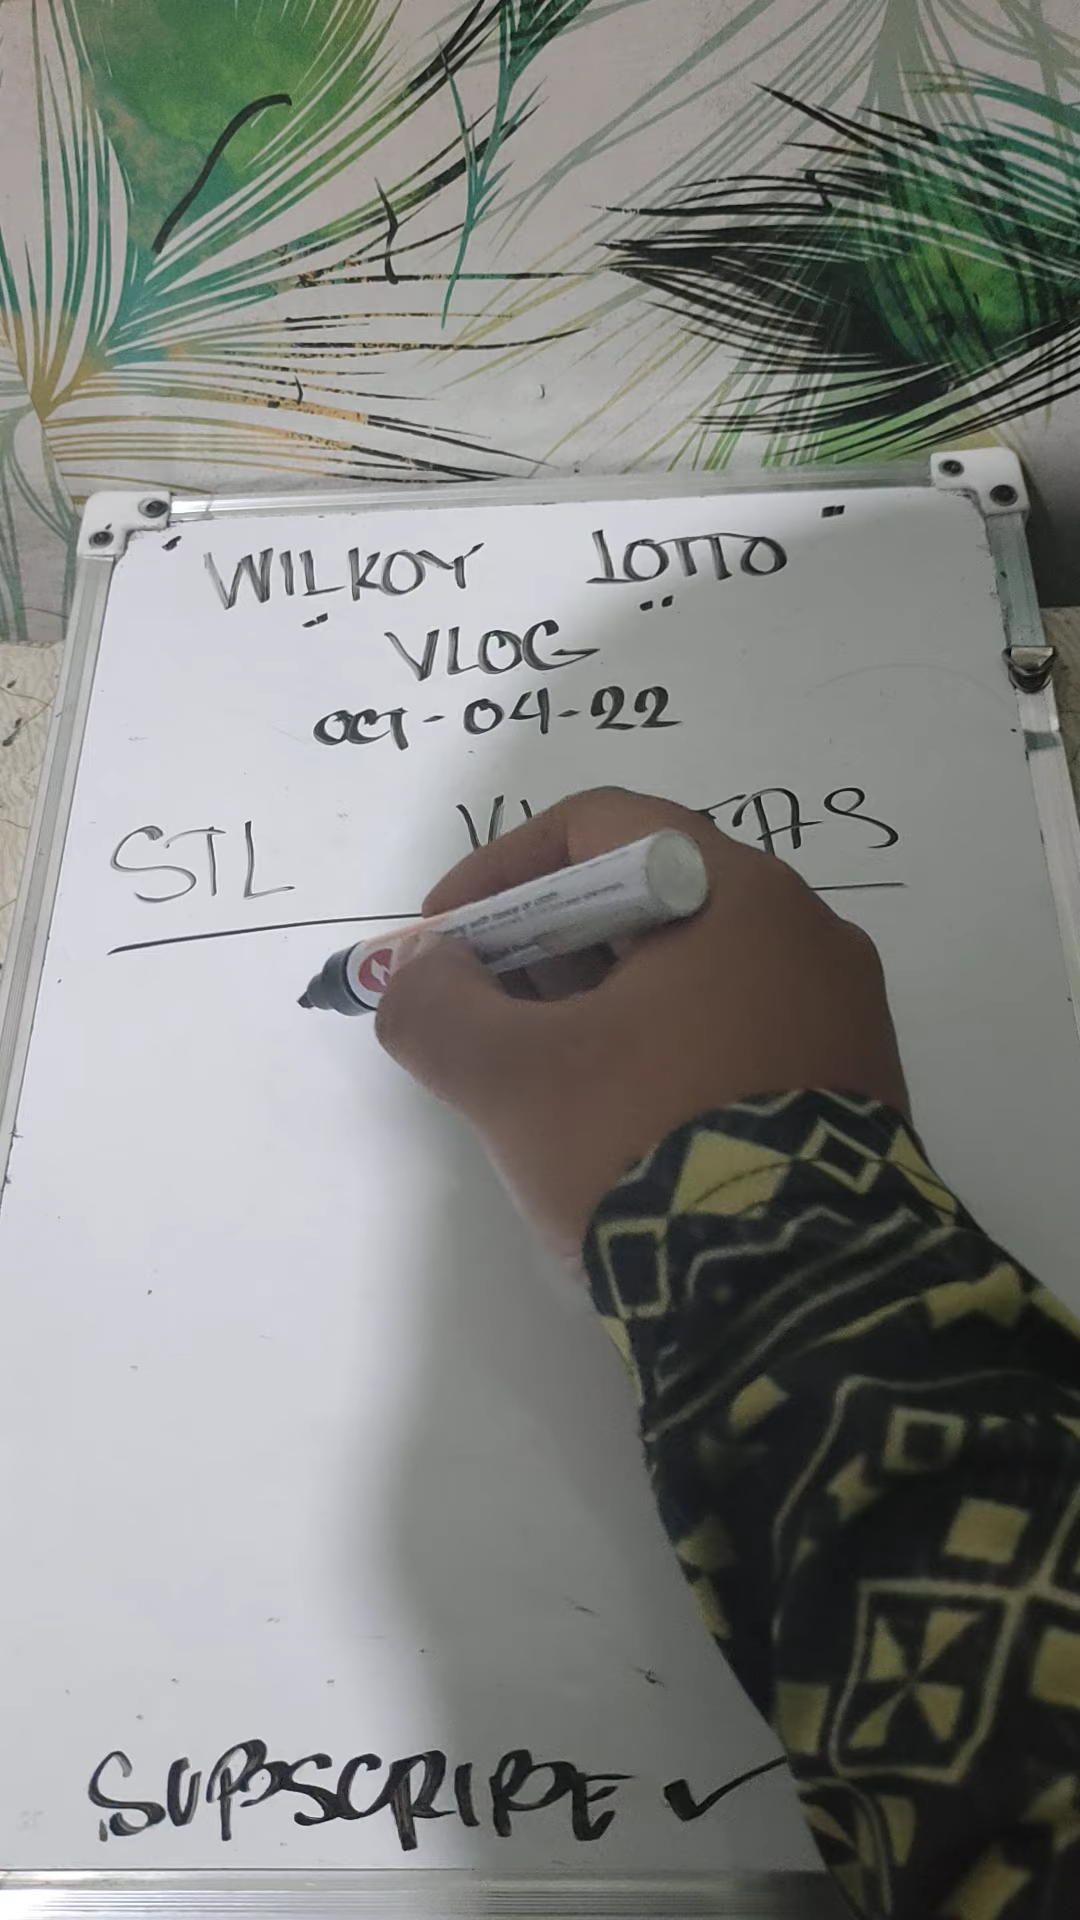 "WILKOY LOTTO"
"VLOG"
OCT-04-22
STL
SUBSCRIBE ✓